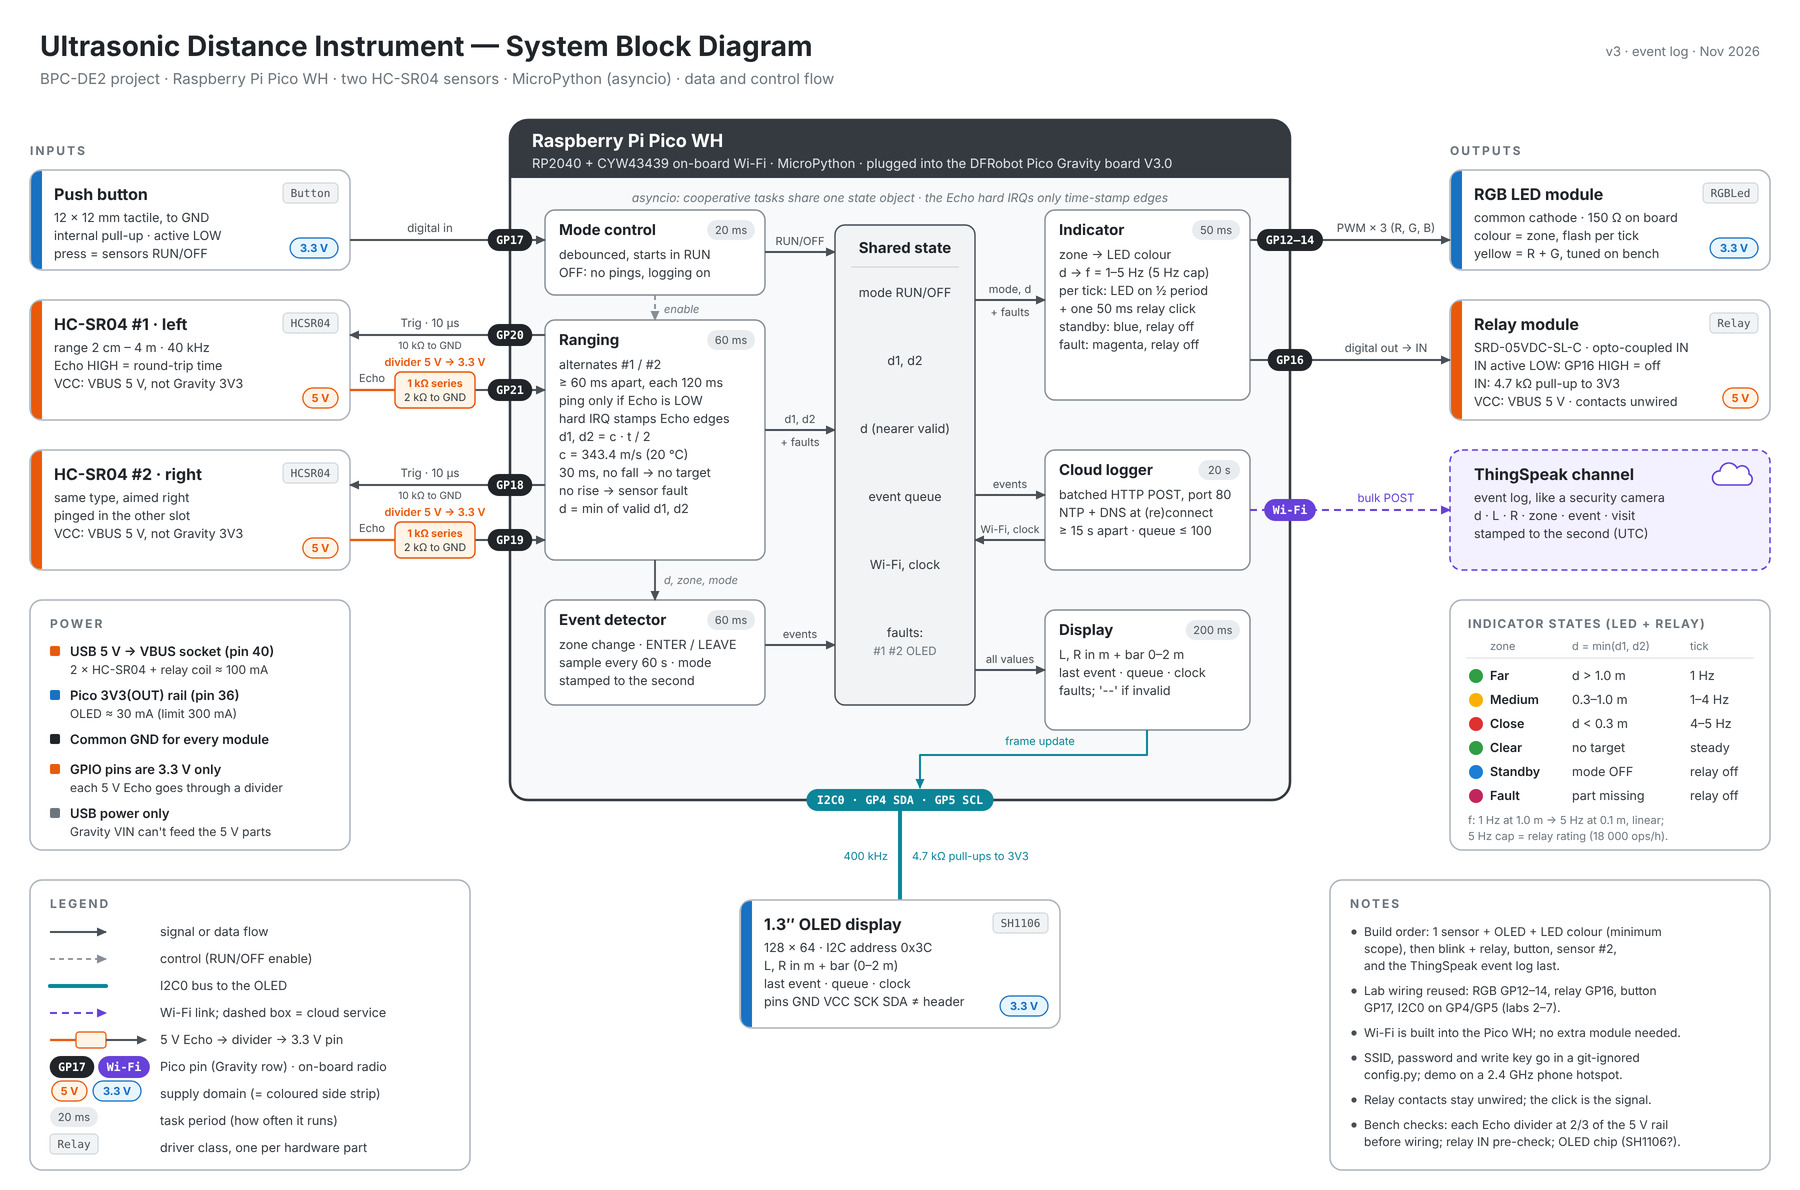 Ultrasonic Distance Instrument — System Block Diagram
v3 · event log · Nov 2026
BPC-DE2 project · Raspberry Pi Pico WH · two HC-SR04 sensors · MicroPython (asyncio) · data and control flow
INPUTS
Push button
Button
12 × 12 mm tactile, to GND
internal pull-up · active LOW
press = sensors RUN/OFF
3.3 V
digital in
GP17
HC-SR04 #1 · left
HCSR04
range 2 cm – 4 m · 40 kHz
Echo HIGH = round-trip time
VCC: VBUS 5 V, not Gravity 3V3
5 V
Trig · 10 µs
GP20
10 kΩ to GND
divider 5 V → 3.3 V
Echo
1 kΩ series
2 kΩ to GND
GP21
HC-SR04 #2 · right
HCSR04
same type, aimed right
pinged in the other slot
VCC: VBUS 5 V, not Gravity 3V3
5 V
Trig · 10 µs
GP18
10 kΩ to GND
divider 5 V → 3.3 V
Echo
1 kΩ series
2 kΩ to GND
GP19
Raspberry Pi Pico WH
RP2040 + CYW43439 on-board Wi-Fi · MicroPython · plugged into the DFRobot Pico Gravity board V3.0
asyncio: cooperative tasks share one state object · the Echo hard IRQs only time-stamp edges
Mode control
20 ms
debounced, starts in RUN
OFF: no pings, logging on
RUN/OFF
enable
Ranging
60 ms
alternates #1 / #2
≥ 60 ms apart, each 120 ms
ping only if Echo is LOW
hard IRQ stamps Echo edges
d1, d2 = c · t / 2
c = 343.4 m/s (20 °C)
30 ms, no fall → no target
no rise → sensor fault
d = min of valid d1, d2
d1, d2
+ faults
d, zone, mode
Event detector
60 ms
zone change · ENTER / LEAVE
sample every 60 s · mode
stamped to the second
events
Shared state
mode RUN/OFF
d1, d2
d (nearer valid)
event queue
Wi-Fi, clock
faults:
#1 #2 OLED
mode, d
+ faults
events
Wi-Fi, clock
all values
Indicator
50 ms
zone → LED colour
d → f = 1–5 Hz (5 Hz cap)
per tick: LED on ½ period
+ one 50 ms relay click
standby: blue, relay off
fault: magenta, relay off
Cloud logger
20 s
batched HTTP POST, port 80
NTP + DNS at (re)connect
≥ 15 s apart · queue ≤ 100
Display
200 ms
L, R in m + bar 0–2 m
last event · queue · clock
faults; '--' if invalid
frame update
I2C0 · GP4 SDA · GP5 SCL
400 kHz
4.7 kΩ pull-ups to 3V3
1.3″ OLED display
SH1106
128 × 64 · I2C address 0x3C
L, R in m + bar (0–2 m)
last event · queue · clock
pins GND VCC SCK SDA ≠ header
3.3 V
OUTPUTS
GP12–14
PWM × 3 (R, G, B)
RGB LED module
RGBLed
common cathode · 150 Ω on board
colour = zone, flash per tick
yellow = R + G, tuned on bench
3.3 V
GP16
digital out → IN
Relay module
Relay
SRD-05VDC-SL-C · opto-coupled IN
IN active LOW: GP16 HIGH = off
IN: 4.7 kΩ pull-up to 3V3
VCC: VBUS 5 V · contacts unwired
5 V
Wi-Fi
bulk POST
ThingSpeak channel
event log, like a security camera
d · L · R · zone · event · visit
stamped to the second (UTC)
POWER
USB 5 V → VBUS socket (pin 40)
2 × HC-SR04 + relay coil ≈ 100 mA
Pico 3V3(OUT) rail (pin 36)
OLED ≈ 30 mA (limit 300 mA)
Common GND for every module
GPIO pins are 3.3 V only
each 5 V Echo goes through a divider
USB power only
Gravity VIN can't feed the 5 V parts
INDICATOR STATES (LED + RELAY)
zone d = min(d1, d2) tick
Far d > 1.0 m 1 Hz
Medium 0.3–1.0 m 1–4 Hz
Close d < 0.3 m 4–5 Hz
Clear no target steady
Standby mode OFF relay off
Fault part missing relay off
f: 1 Hz at 1.0 m → 5 Hz at 0.1 m, linear;
5 Hz cap = relay rating (18 000 ops/h).
LEGEND
signal or data flow
control (RUN/OFF enable)
I2C0 bus to the OLED
Wi-Fi link; dashed box = cloud service
5 V Echo → divider → 3.3 V pin
GP17 Wi-Fi Pico pin (Gravity row) · on-board radio
5 V 3.3 V supply domain (= coloured side strip)
20 ms task period (how often it runs)
Relay driver class, one per hardware part
NOTES
• Build order: 1 sensor + OLED + LED colour (minimum
scope), then blink + relay, button, sensor #2,
and the ThingSpeak event log last.
• Lab wiring reused: RGB GP12–14, relay GP16, button
GP17, I2C0 on GP4/GP5 (labs 2–7).
• Wi-Fi is built into the Pico WH; no extra module needed.
• SSID, password and write key go in a git-ignored
config.py; demo on a 2.4 GHz phone hotspot.
• Relay contacts stay unwired; the click is the signal.
• Bench checks: each Echo divider at 2/3 of the 5 V rail
before wiring; relay IN pre-check; OLED chip (SH1106?).